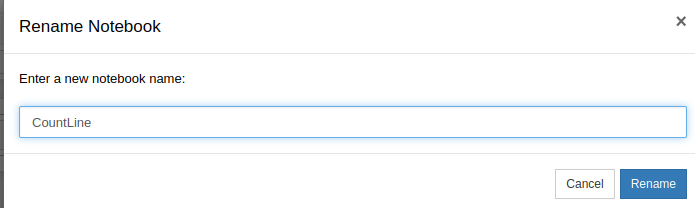 Rename Notebook
×
Enter a new notebook name:
CountLine
Cancel
Rename